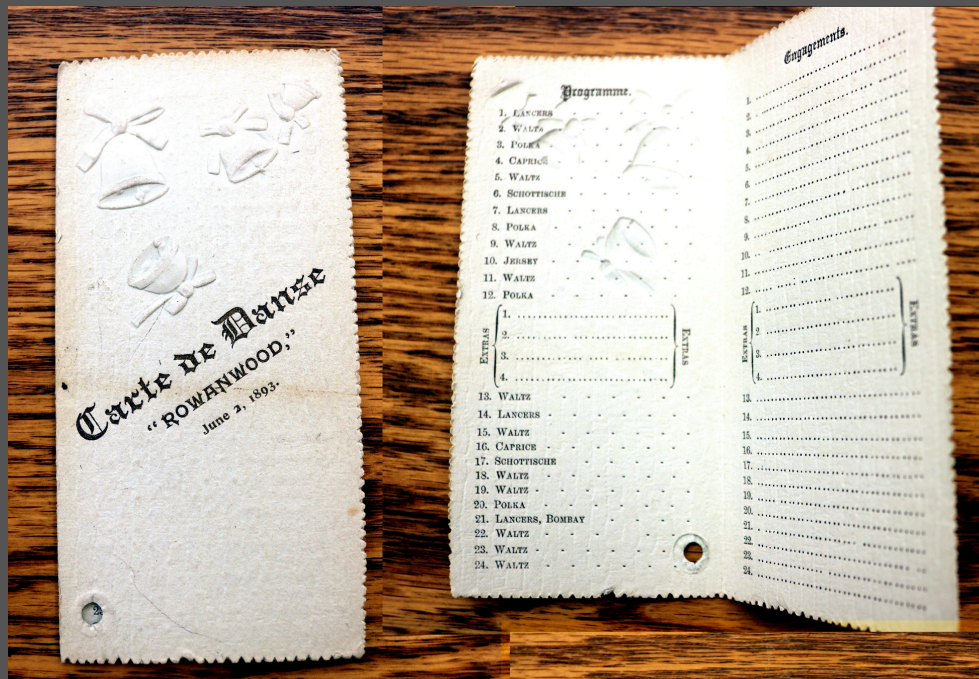 Carte de Danse
"ROWANWOOD,"
June 2, 1893.
Programme.
1. LANCERS
2. WALTZ
3. POLKA
4. CAPRICE
5. WALTZ
6. SCHOTTISCHE
7. LANCERS
8. POLKA
9. WALTZ
10. JERSEY
11. WALTZ
12. POLKA
EXTRAS
1.
2.
3.
4.
EXTRAS
13. WALTZ
14. LANCERS
15. WALTZ
16. CAPRICE
17. SCHOTTISCHE
18. WALTZ
19. WALTZ
20. POLKA
21. LANCERS, BOMBAY
22. WALTZ
23. WALTZ
24. WALTZ
Engagements.
1.
2.
3.
4.
5.
6.
7.
8.
9.
10.
11.
12.
EXTRAS
1.
2.
3.
4.
EXTRAS
13.
14.
15.
16.
17.
18.
19.
20.
21.
22.
23.
24.